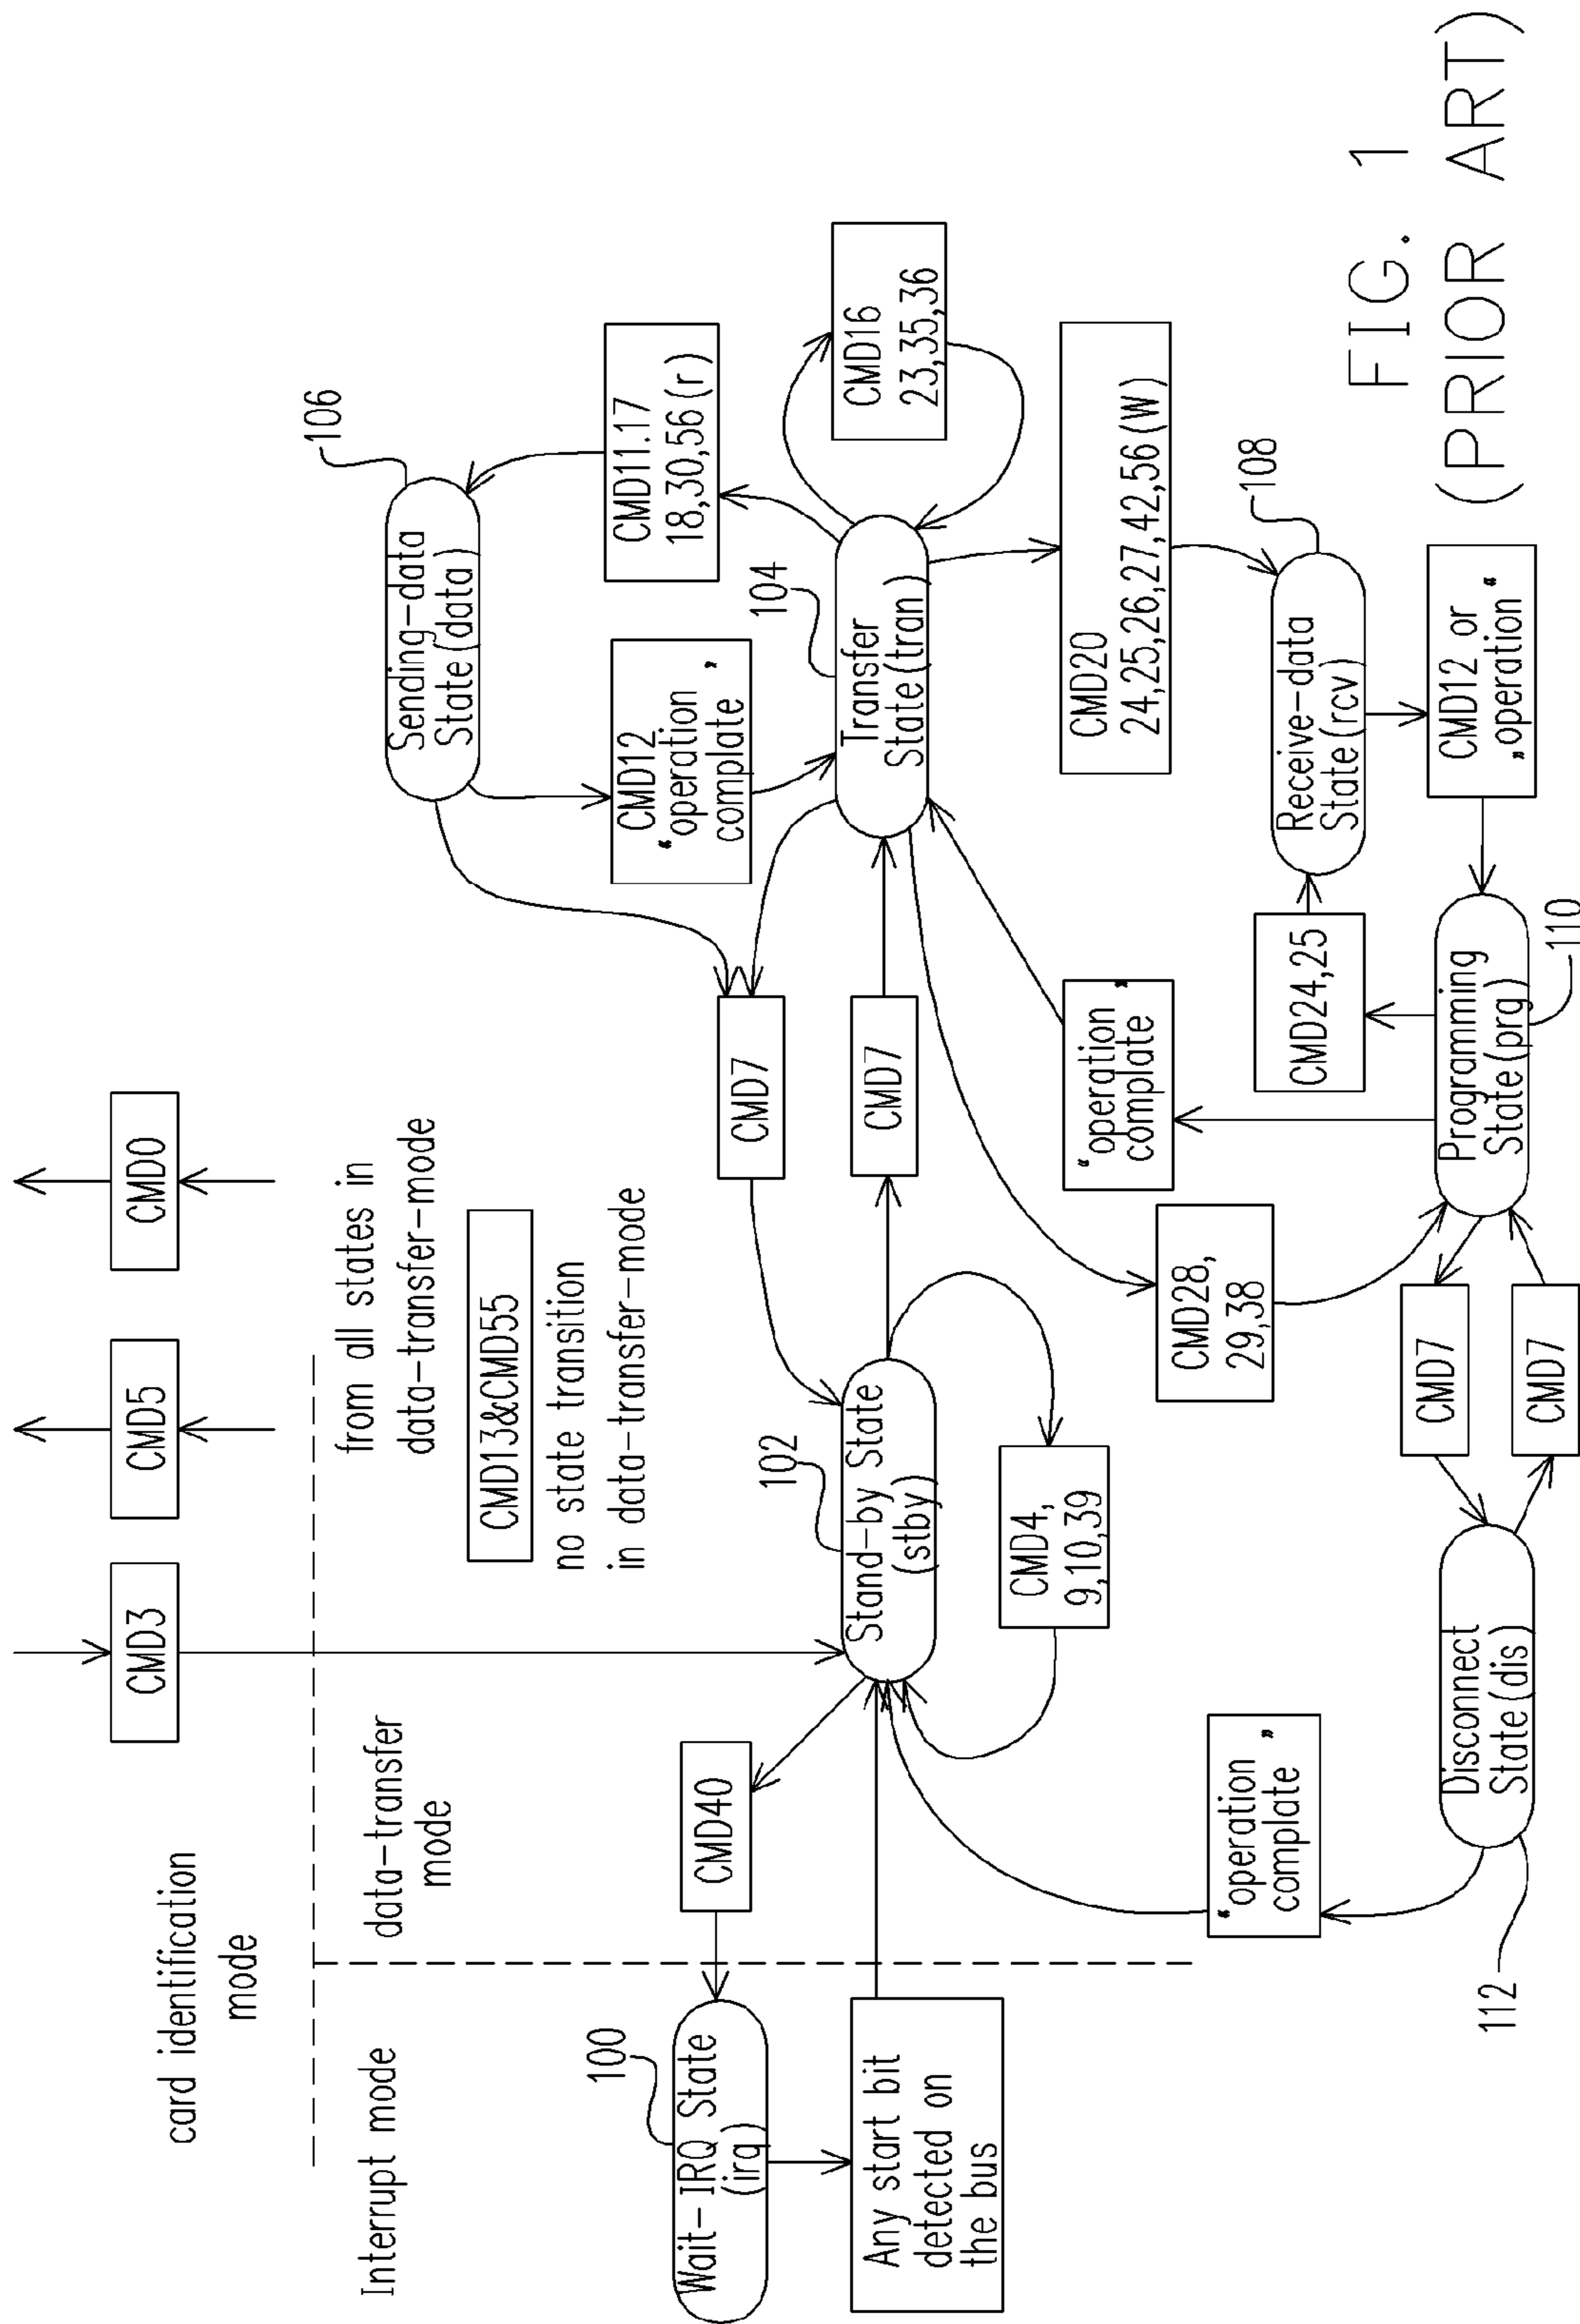 card identification
mode
CMD3
CMD5
CMD0
Interrupt mode
data-transfer
mode
from all states in
data-transfer-mode
CMD13&CMD55
no state transition
in data-transfer-mode
106
Sending-data
State (data )
100
Wait-IRQ State
(irq)
CMD40
CMD7
CMD12
“operation „
complate
CMD11.17
18,30,56 (r)
102
Stand-by State
(stby)
CMD7
104
Transfer
State (tran )
CMD16
23,35,36
Any start bit
detected on
the bus
CMD4,
9,10,39
“operation „
complate
CMD20
24,25,26,27,42,56 (W)
CMD28,
29,38
“operation „
complate
CMD24,25
Receive-data
State (rcv)
108
CMD7
CMD7
CMD12 or
„operation“
Disconnect
State (dis )
112
Programming
State (prg )
110
FIG. 1
(PRIOR ART)